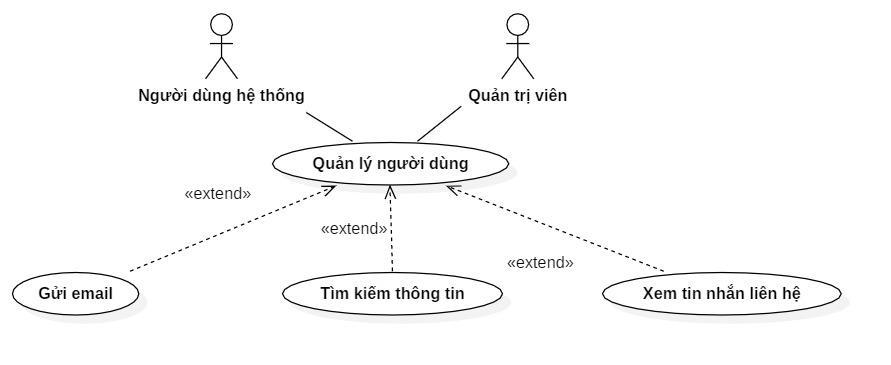 Người dùng hệ thống
Quản trị viên
Quản lý người dùng
«extend»
«extend»
«extend»
Gửi email
Tìm kiếm thông tin
Xem tin nhắn liên hệ